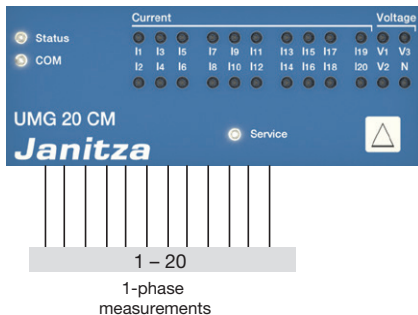 Current Voltage
Status
COM
I1 I3 I5 I7 I9 I11 I13 I15 I17 I19 V1 V3
I2 I4 I6 I8 I10 I12 I14 I16 I18 I20 V2 N
UMG 20 CM
Service
Janitza
1 – 20
1-phase
measurements